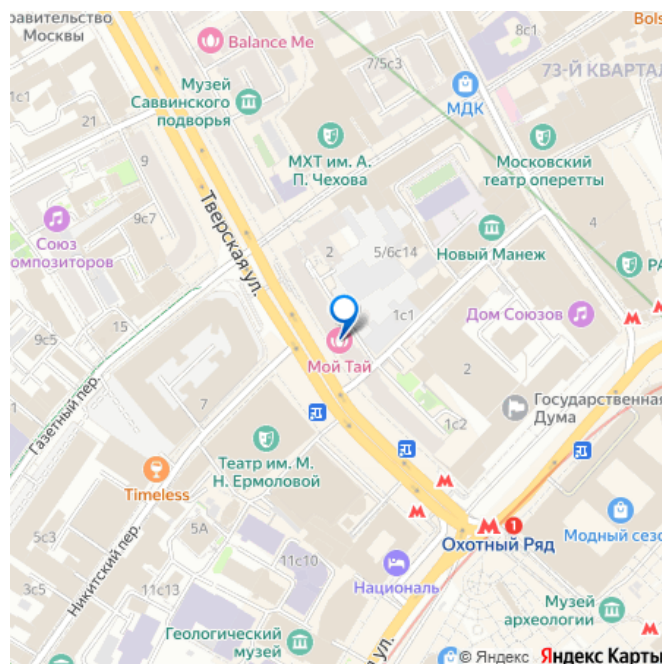 равительство
Москвы
Bols
Balance Me
8с1
7/5с3
73-Й КВАРТАЛ
МДК
Музей
Саввинского
подворья
1с1
21
МХТ им. А.
П. Чехова
Московский
театр оперетты
9
9с7
Тверская ул.
4
Союз
композиторов
2
5/6с14
Новый Манеж
РА
1с1
Дом Союзов
15
9с5
Мой Тай
2
Газетный пер.
7
Государственная
Дума
1с2
Театр им. М.
Н. Ермоловой
Timeless
5А
1
Охотный Ряд
Модный сезо
5с3
Никитский пер.
11с10
3с5
11с13
Националь
Музей
археологии
Геологический
музей
© Яндекс Яндекс Карты